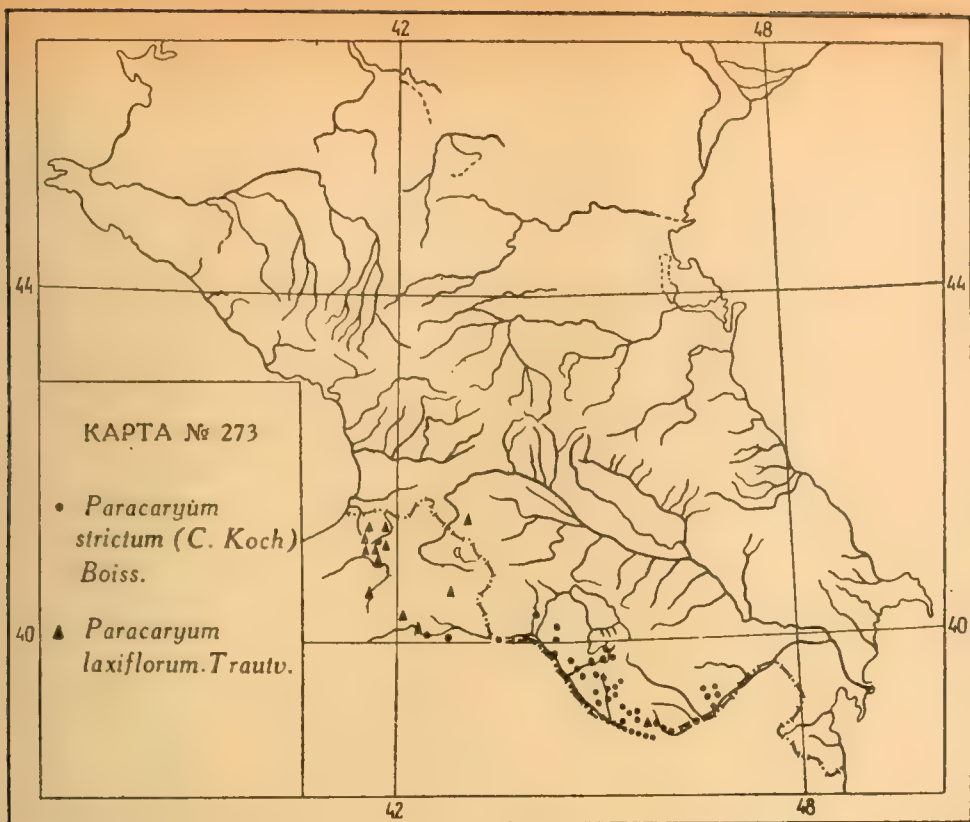 42 48
44 44
КАРТА № 273
• Paracaryum
strictum (C. Koch)
Boiss.
40 40
▲ Paracaryum
laxiflorum. Trautv.
42 48